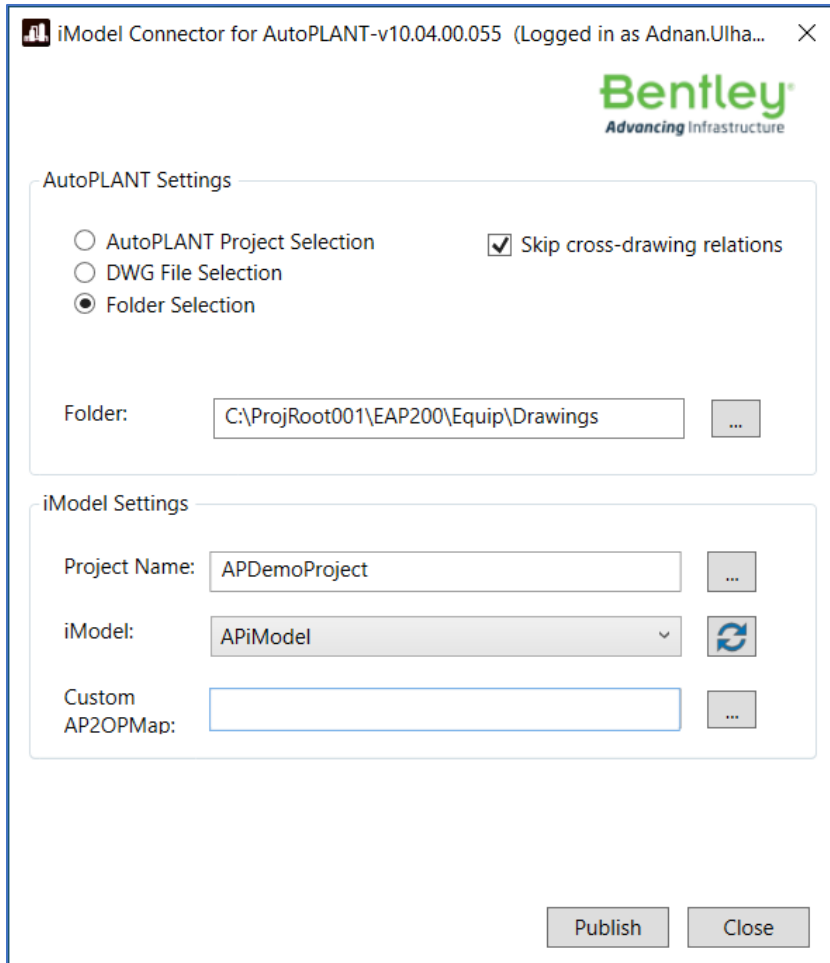 iModel Connector for AutoPLANT-v10.04.00.055 (Logged in as Adnan.Ulha...
Bentley
Advancing Infrastructure
AutoPLANT Settings
AutoPLANT Project Selection
Skip cross-drawing relations
DWG File Selection
Folder Selection
Folder:
C:\ProjRoot001\EAP200\Equip\Drawings
...
iModel Settings
Project Name:
APDemoProject
...
iModel:
APiModel
Custom
AP2OPMap:
...
Publish
Close